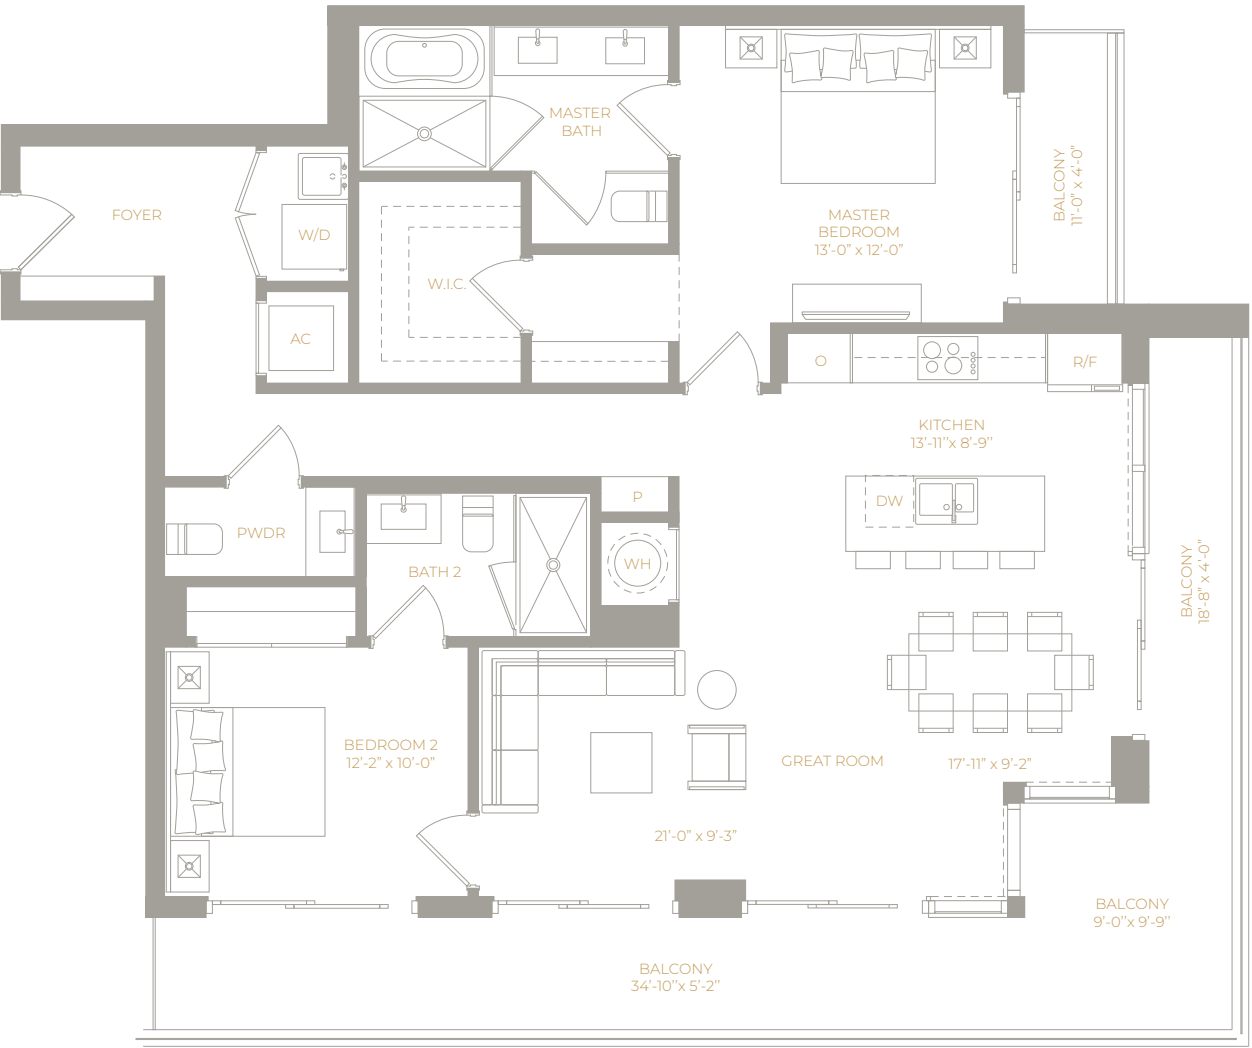 MASTER
BATH
BALCONY
11'-0" x 4'-0"
FOYER
W/D
MASTER
BEDROOM
13'-0" x 12'-0"
W.I.C.
AC
O
R/F
KITCHEN
13'-11''x 8'-9''
P
DW
PWDR
BATH 2
WH
BALCONY
18'-8" x 4'-0"
BEDROOM 2
12'-2" x 10'-0"
GREAT ROOM
17'-11" x 9'-2"
21'-0" x 9'-3"
BALCONY
9'-0''x 9'-9''
BALCONY
34'-10''x 5'-2''